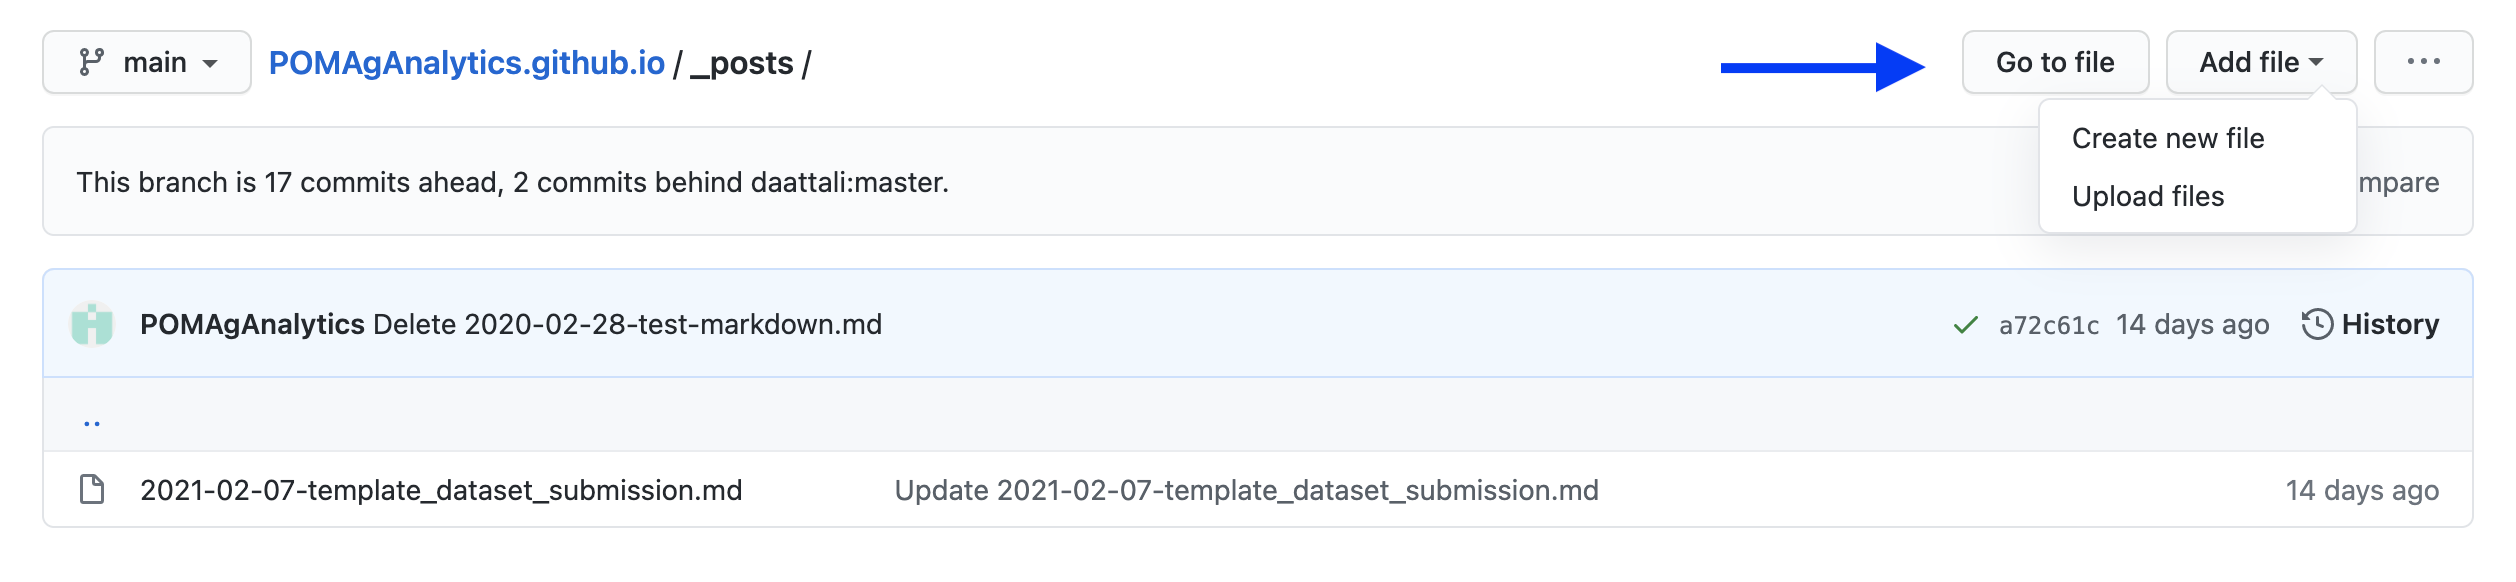 main POMAgAnalytics.github.io / _posts / Go to file Add file ...
Create new file
This branch is 17 commits ahead, 2 commits behind daattali:master. mpare
Upload files
POMAgAnalytics Delete 2020-02-28-test-markdown.md a72c61c 14 days ago History
..
2021-02-07-template_dataset_submission.md Update 2021-02-07-template_dataset_submission.md 14 days ago